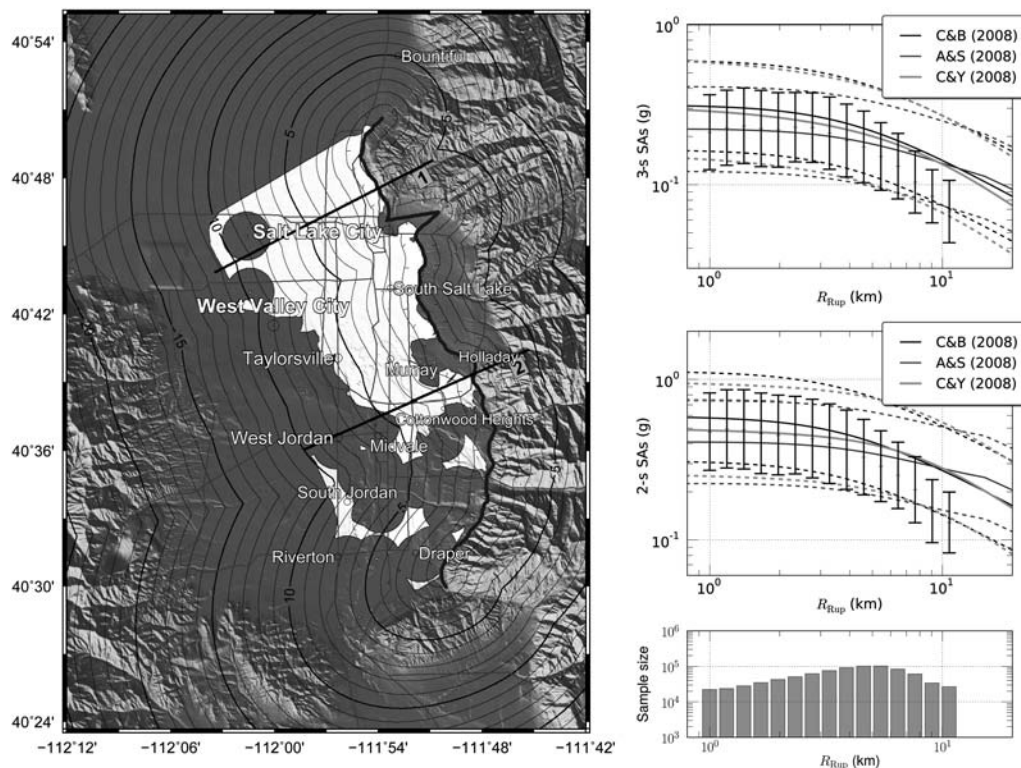 40˚54'
40˚48'
40˚42'
40˚36'
40˚30'
40˚24'
−112˚12'
−112˚06'
−112˚00'
−111˚54'
−111˚48'
−111˚42'
Bountiful
5
1
10
Salt Lake City
West Valley City
South Salt Lake
15
Taylorsville
Holladay
Murray
2
Cottonwood Heights
West Jordan
Midvale
5
South Jordan
5
Riverton
Draper
10
C&B (2008)
A&S (2008)
C&Y (2008)
3-s SAs (g)
10⁰
10⁻¹
10⁰
10¹
R_Rup (km)
C&B (2008)
A&S (2008)
C&Y (2008)
2-s SAs (g)
10⁰
10⁻¹
10⁰
10¹
R_Rup (km)
Sample size
10⁶
10⁵
10⁴
10³
10⁰
10¹
R_Rup (km)